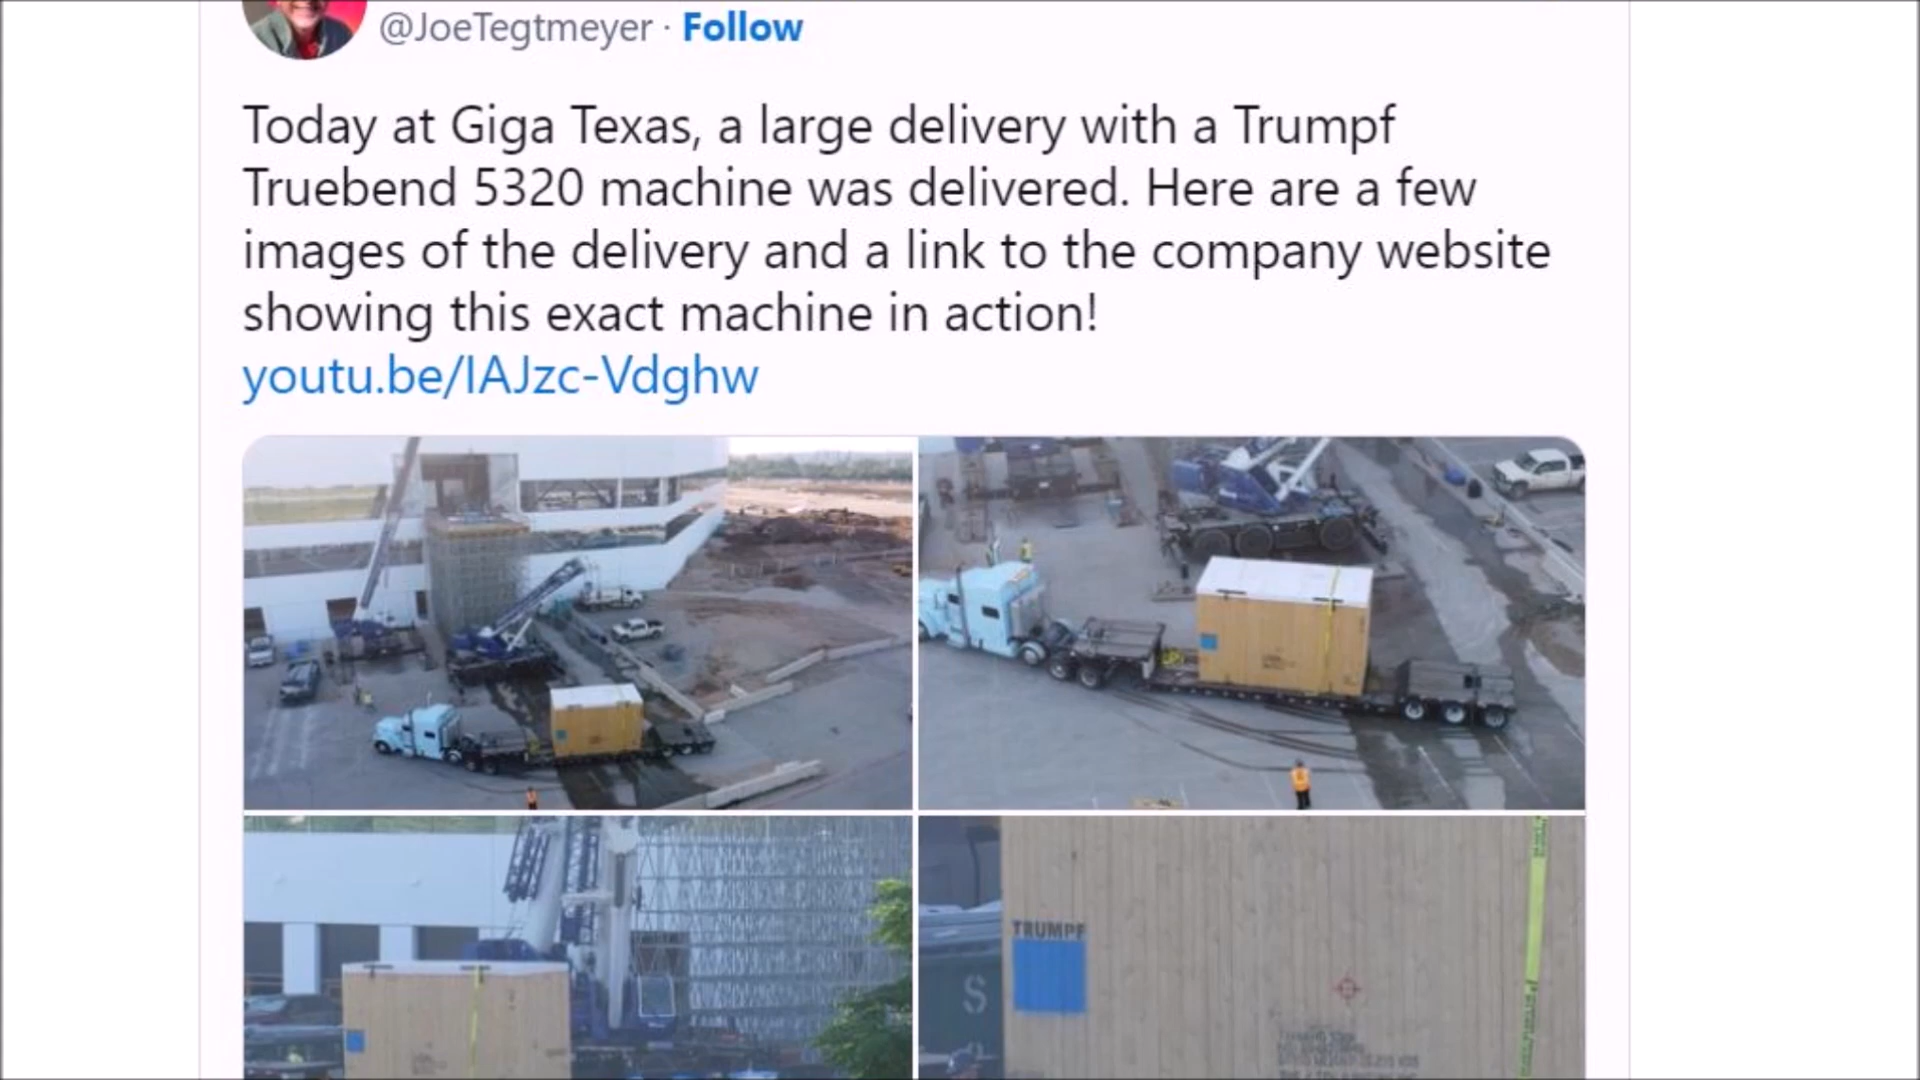 @JoeTegtmeyer · Follow
Today at Giga Texas, a large delivery with a Trumpf
Truebend 5320 machine was delivered. Here are a few
images of the delivery and a link to the company website
showing this exact machine in action!
youtu.be/IAJzc-Vdghw
TRUMPF
S